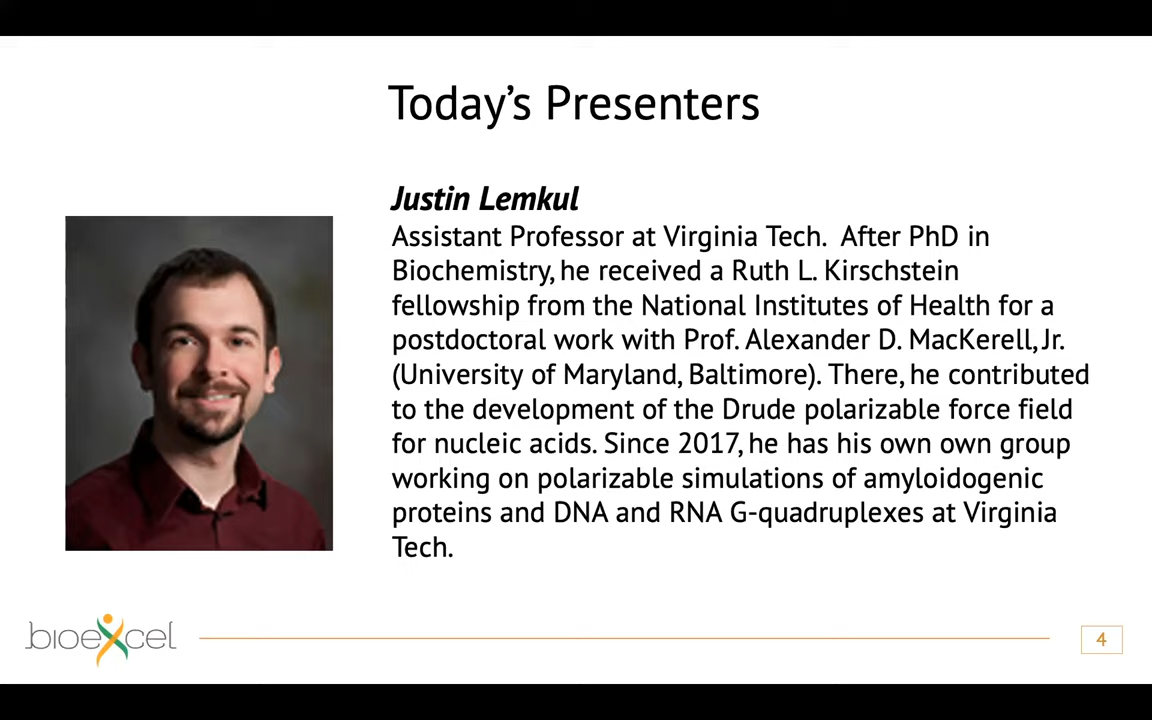 Today's Presenters
Justin Lemkul
Assistant Professor at Virginia Tech.  After PhD in
Biochemistry, he received a Ruth L. Kirschstein
fellowship from the National Institutes of Health for a
postdoctoral work with Prof. Alexander D. MacKerell, Jr.
(University of Maryland, Baltimore). There, he contributed
to the development of the Drude polarizable force field
for nucleic acids. Since 2017, he has his own own group
working on polarizable simulations of amyloidogenic
proteins and DNA and RNA G-quadruplexes at Virginia
Tech.
bioexcel
4